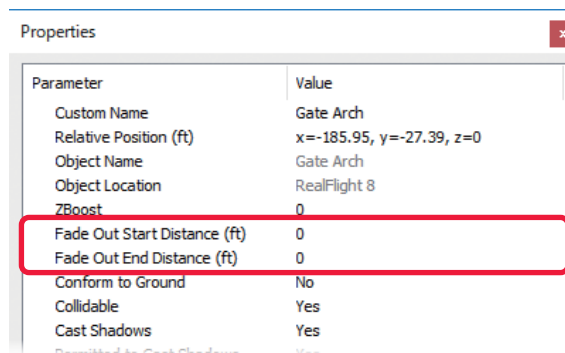 Properties
Parameter Value
Custom Name Gate Arch
Relative Position (ft) x=-185.95, y=-27.39, z=0
Object Name Gate Arch
Object Location RealFlight 8
ZBoost 0
Fade Out Start Distance (ft) 0
Fade Out End Distance (ft) 0
Conform to Ground No
Collidable Yes
Cast Shadows Yes